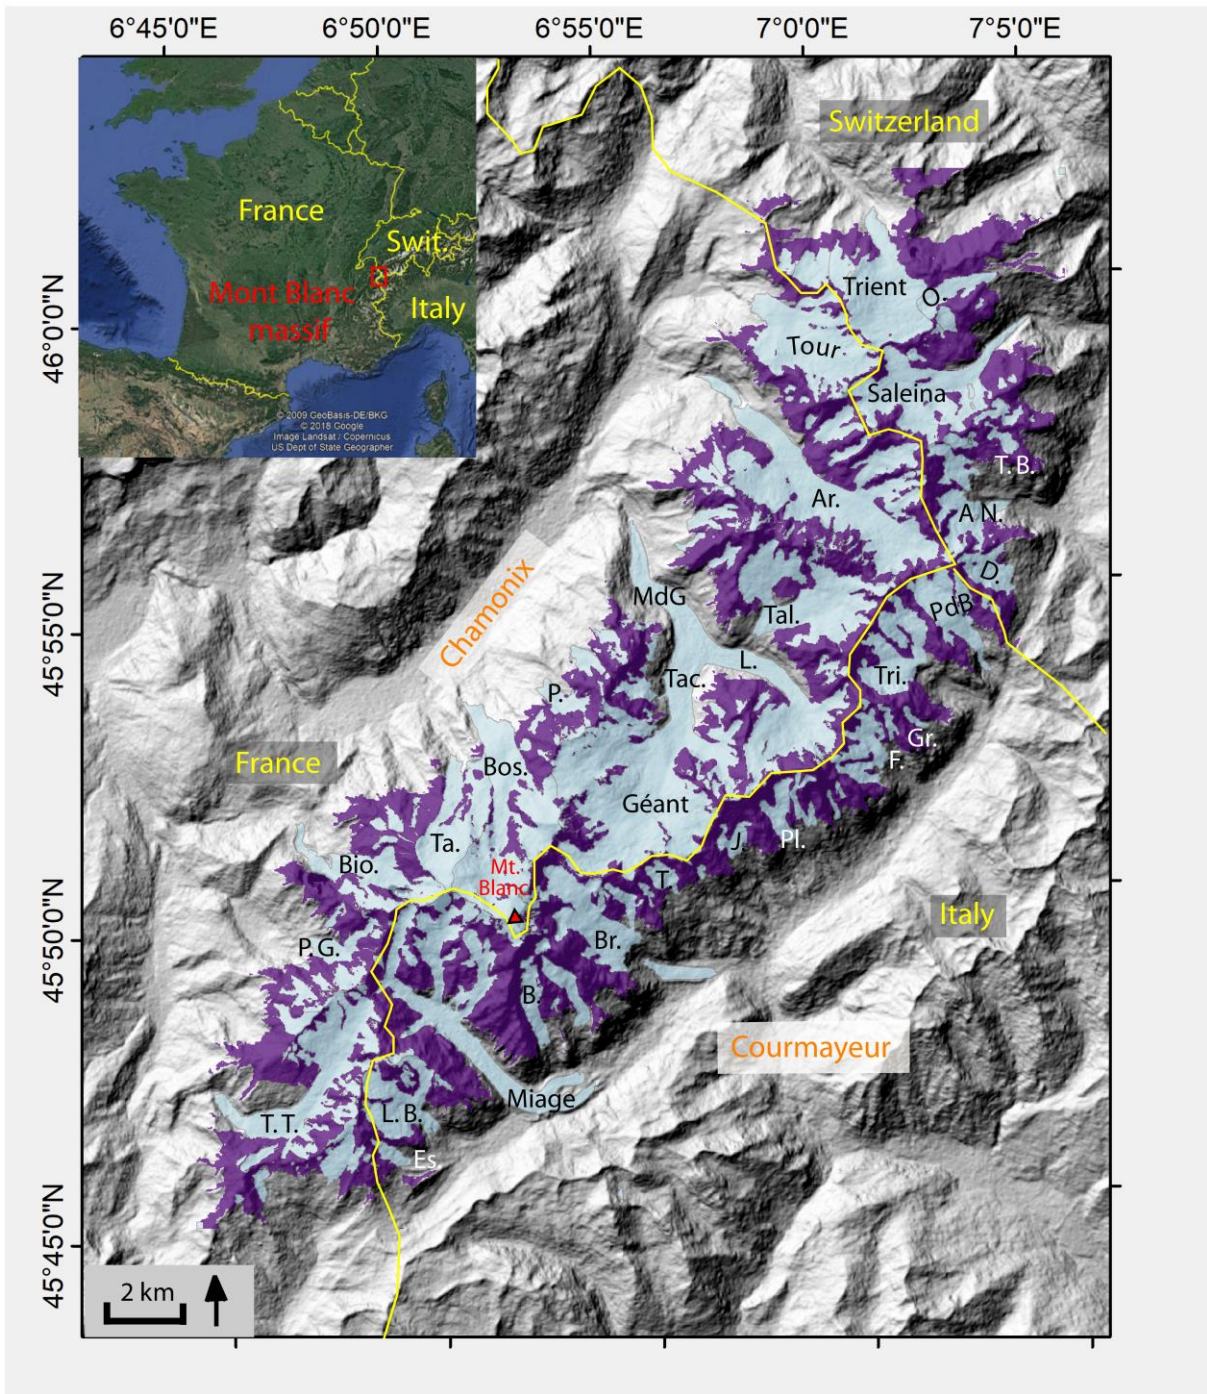 6°45'0"E
6°50'0"E
6°55'0"E
7°0'0"E
7°5'0"E
46°0'0"N
45°55'0"N
45°50'0"N
45°45'0"N
France
Swit.
Mont Blanc
massif
Italy
© 2009 GeoBasis-DE/BKG
© 2018 Google
Image Landsat / Copernicus
US Dept of State Geographer
Switzerland
Trient
O.
Tour
Saleina
T. B.
Ar.
A N.
D.
Chamonix
MdG
PdB
Tal.
L.
Tac.
Tri.
P.
Gr.
France
Bos.
F.
Géant
J.
Pl.
Ta.
Bio.
Mt.
Blanc
T.
Italy
P. G.
Br.
B.
Courmayeur
Miage
T. T.
L. B.
Es
2 km